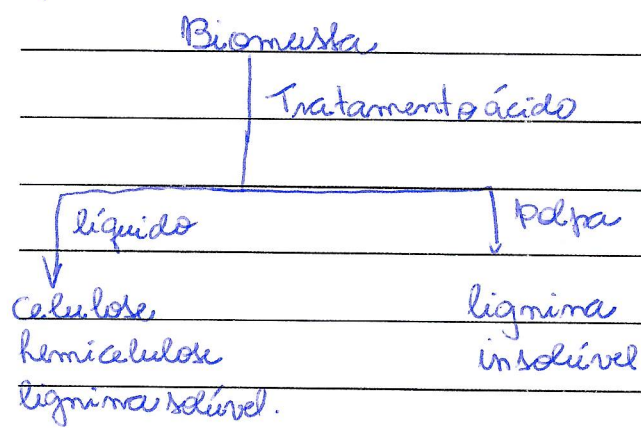 Biomassa
Tratamento ácido
líquido
polpa
celulose
hemicelulose
lignina solúvel.
lignina
insolúvel